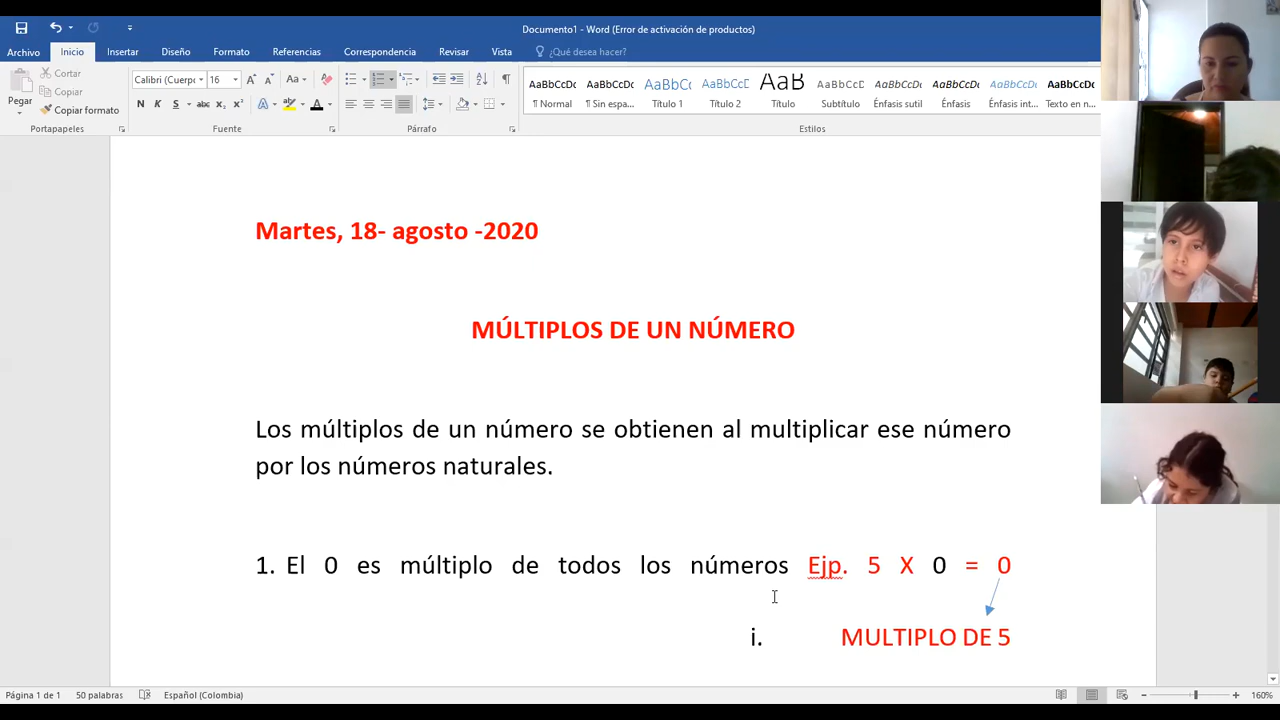 Documento1 - Word (Error de activación de productos)
Archivo Inicio Insertar Diseño Formato Referencias Correspondencia Revisar Vista ¿Qué desea hacer?
Pegar
Cortar
Copiar
Copiar formato
Calibri (Cuerpo 16
N K S abc x₂ x²
AaBbCcDc AaBbCcDc AaBbCc AaBbCcD AaB AaBbCcD AaBbCcDc AaBbCcDc AaBbCcDc AaBbCcDc
¶ Normal ¶ Sin espa... Título 1 Título 2 Título Subtítulo Énfasis sutil Énfasis Énfasis int... Texto en n...
Portapapeles Fuente Párrafo Estilos
Martes, 18- agosto -2020
MÚLTIPLOS DE UN NÚMERO
Los múltiplos de un número se obtienen al multiplicar ese número
por los números naturales.
1. El 0 es múltiplo de todos los números Ejp. 5 X 0 = 0
i. MULTIPLO DE 5
Página 1 de 1 50 palabras Español (Colombia) 160%